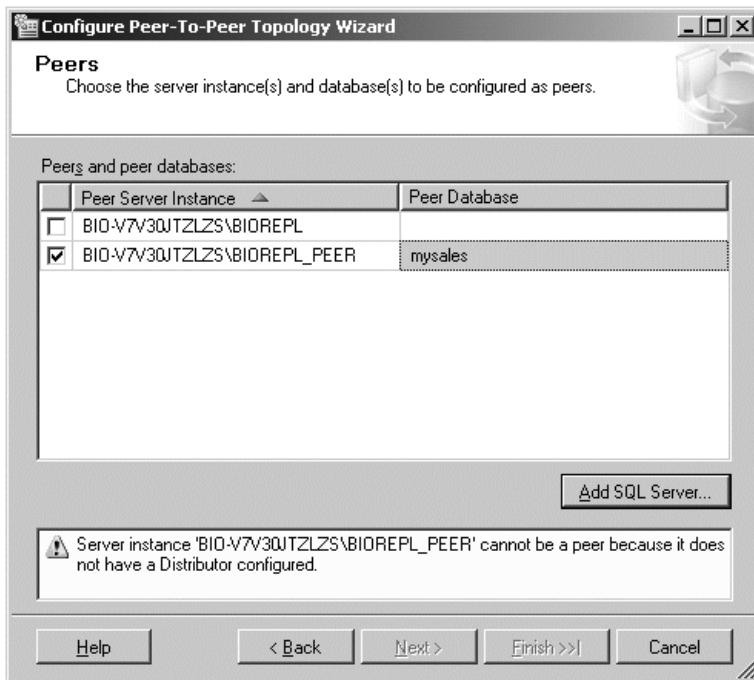 Configure Peer-To-Peer Topology Wizard
Peers
Choose the server instance(s) and database(s) to be configured as peers.
Peers and peer databases:
Peer Server Instance Peer Database
BIO-V7V30JTZLZS\BIOREPL
BIO-V7V30JTZLZS\BIOREPL_PEER mysales
Add SQL Server...
Server instance 'BIO-V7V30JTZLZS\BIOREPL_PEER' cannot be a peer because it does
not have a Distributor configured.
Help < Back Next > Finish >>| Cancel